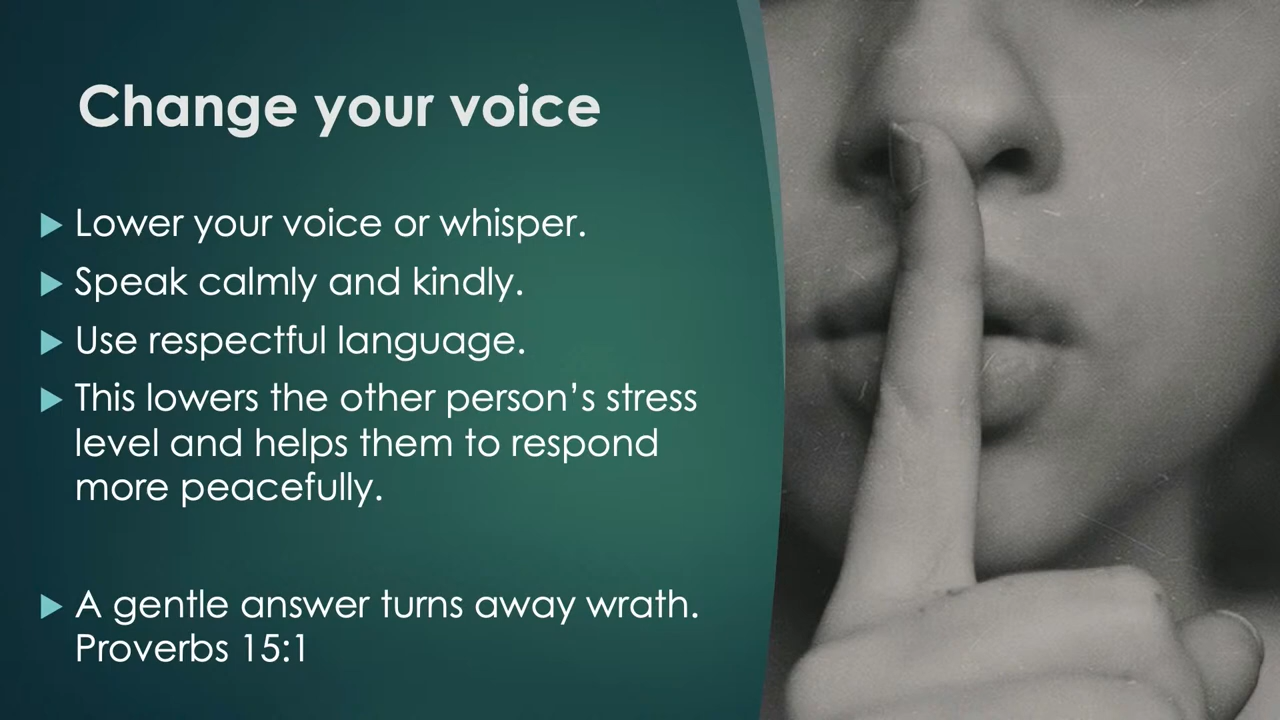 Change your voice
Lower your voice or whisper.
Speak calmly and kindly.
Use respectful language.
This lowers the other person’s stress
level and helps them to respond
more peacefully.
A gentle answer turns away wrath.
Proverbs 15:1